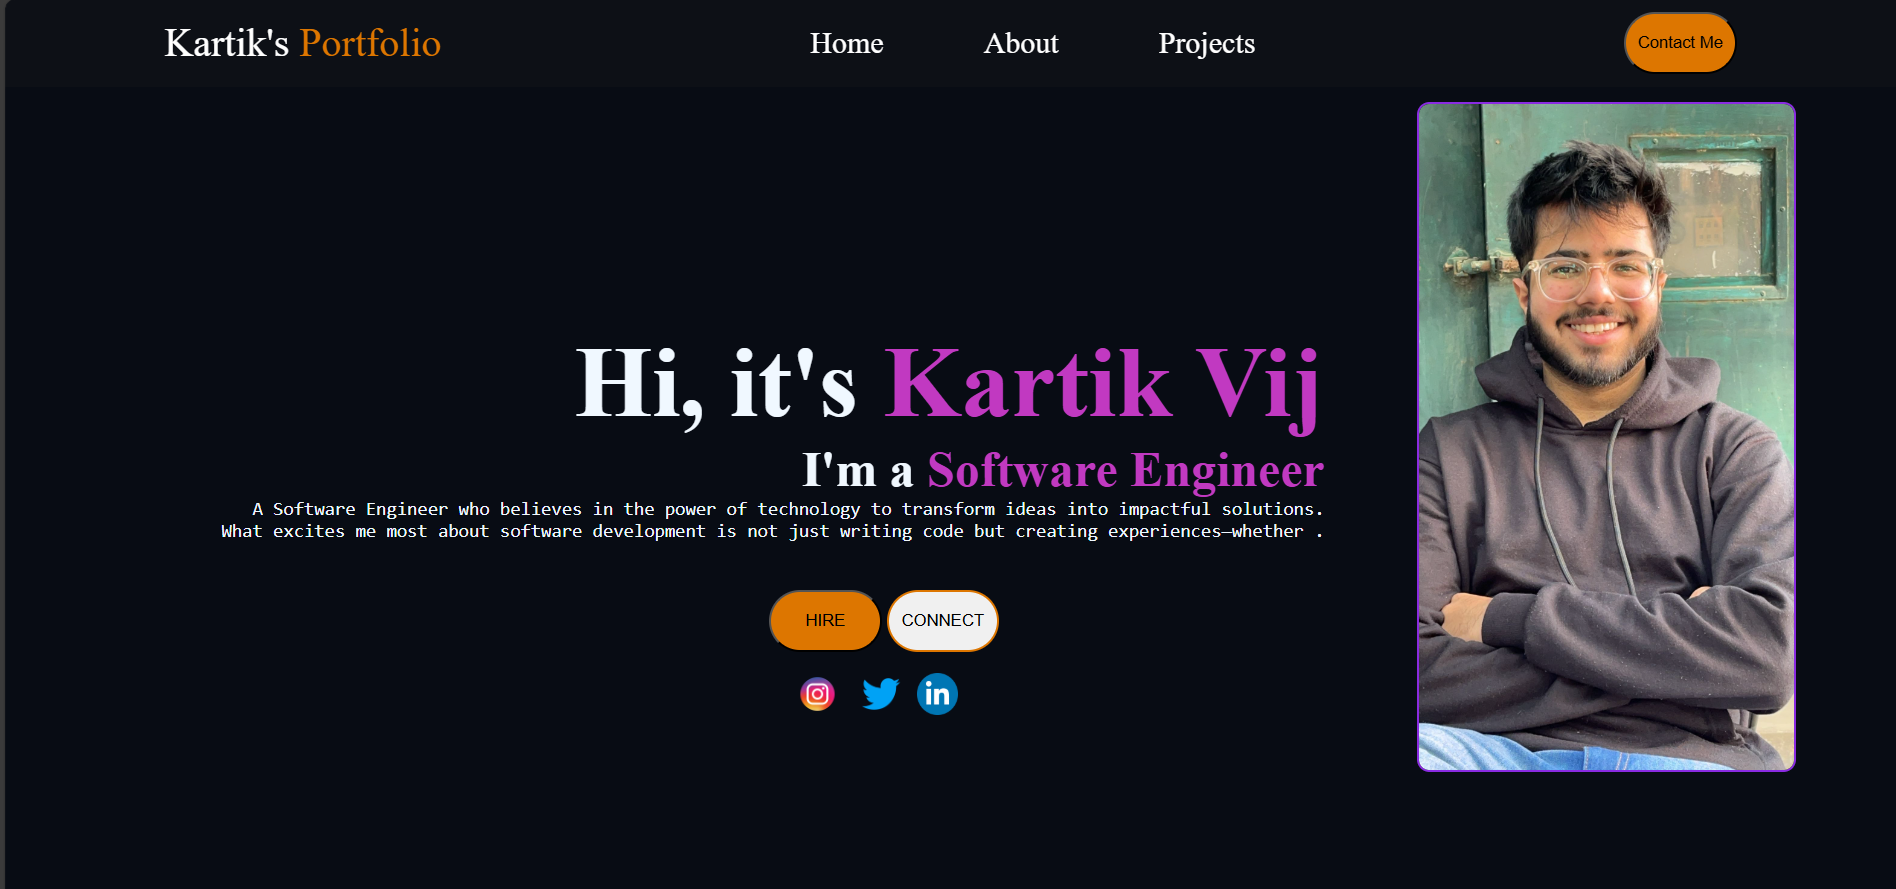 Kartik's Portfolio
Home
About
Projects
Contact Me
Hi, it's Kartik Vij
I'm a Software Engineer
A Software Engineer who believes in the power of technology to transform ideas into impactful solutions.
What excites me most about software development is not just writing code but creating experiences—whether .
HIRE
CONNECT
in